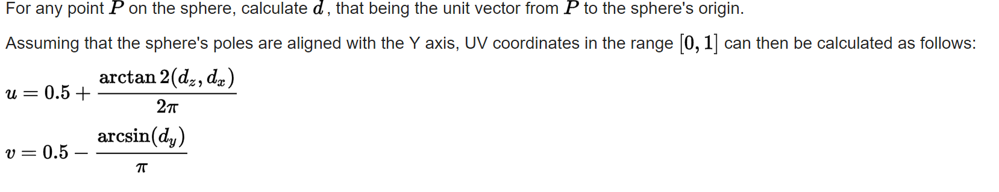 For any point P on the sphere, calculate d, that being the unit vector from P to the sphere's origin.
Assuming that the sphere's poles are aligned with the Y axis, UV coordinates in the range [0, 1] can then be calculated as follows:
u = 0.5 + \frac{\arctan 2(d_z, d_x)}{2\pi}
v = 0.5 - \frac{\arcsin(d_y)}{\pi}